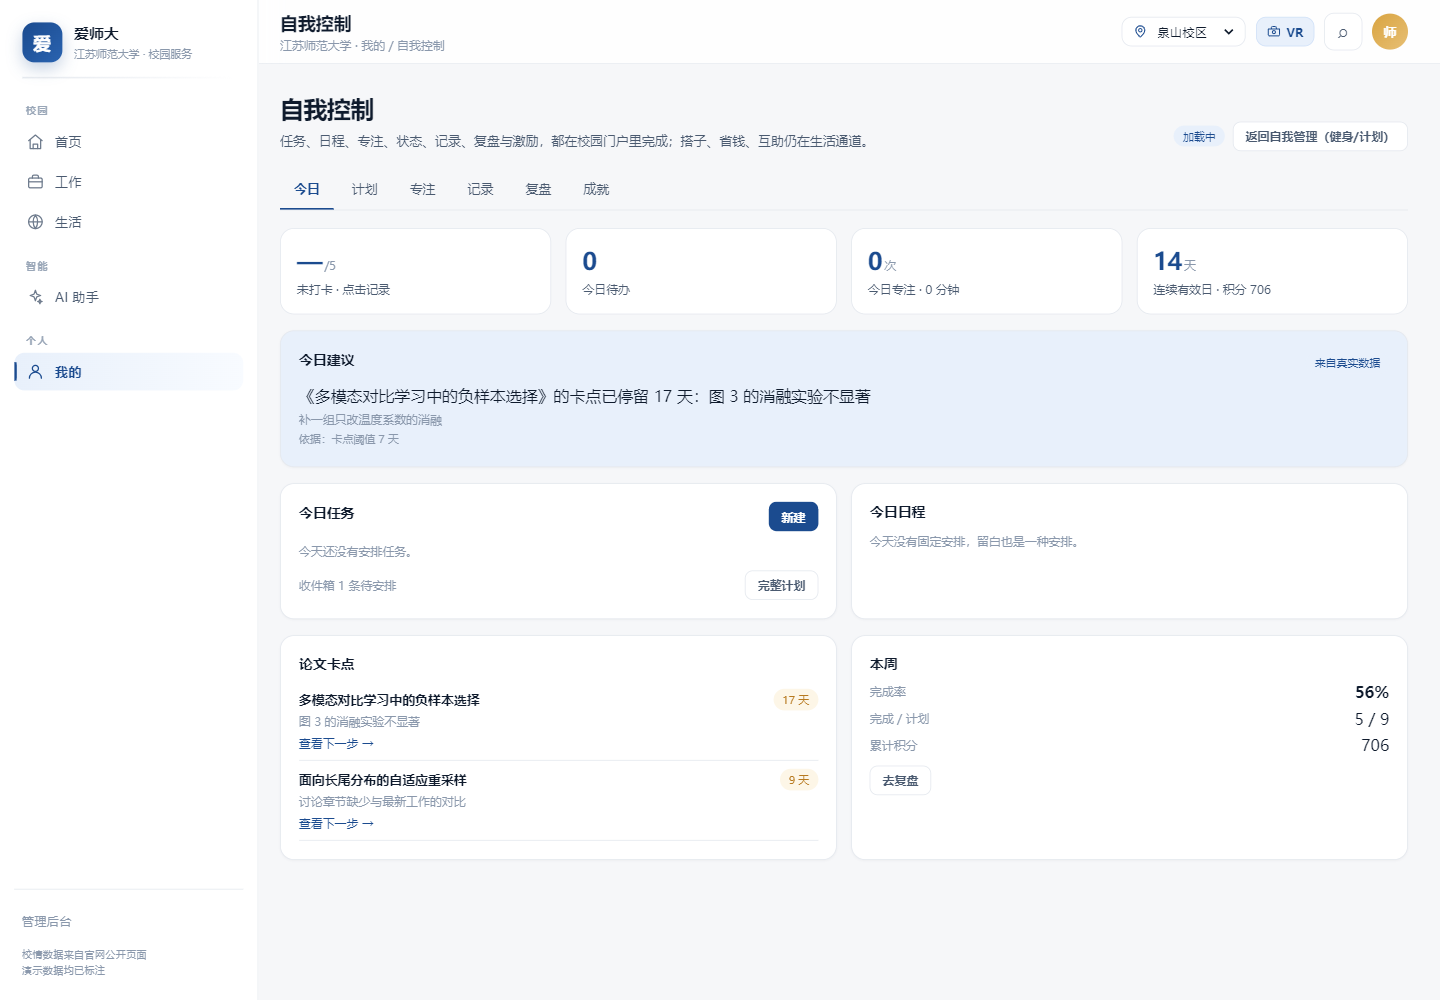 爱
爱师大
江苏师范大学 · 校园服务
校园
首页
工作
生活
智能
AI 助手
个人
我的
管理后台
校情数据来自官网公开页面
演示数据均已标注
自我控制
江苏师范大学 · 我的 / 自我控制
泉山校区
VR
师
自我控制
任务、日程、专注、状态、记录、复盘与激励，都在校园门户里完成；搭子、省钱、互助仍在生活通道。
加载中
返回自我管理（健身/计划）
今日
计划
专注
记录
复盘
成就
—/5
未打卡 · 点击记录
0
今日待办
0次
今日专注 · 0 分钟
14天
连续有效日 · 积分 706
今日建议
来自真实数据
《多模态对比学习中的负样本选择》的卡点已停留 17 天：图 3 的消融实验不显著
补一组只改温度系数的消融
依据：卡点阈值 7 天
今日任务
新建
今天还没有安排任务。
收件箱 1 条待安排
完整计划
今日日程
今天没有固定安排，留白也是一种安排。
论文卡点
多模态对比学习中的负样本选择
17 天
图 3 的消融实验不显著
查看下一步 →
面向长尾分布的自适应重采样
9 天
讨论章节缺少与最新工作的对比
查看下一步 →
本周
完成率
56%
完成 / 计划
5 / 9
累计积分
706
去复盘